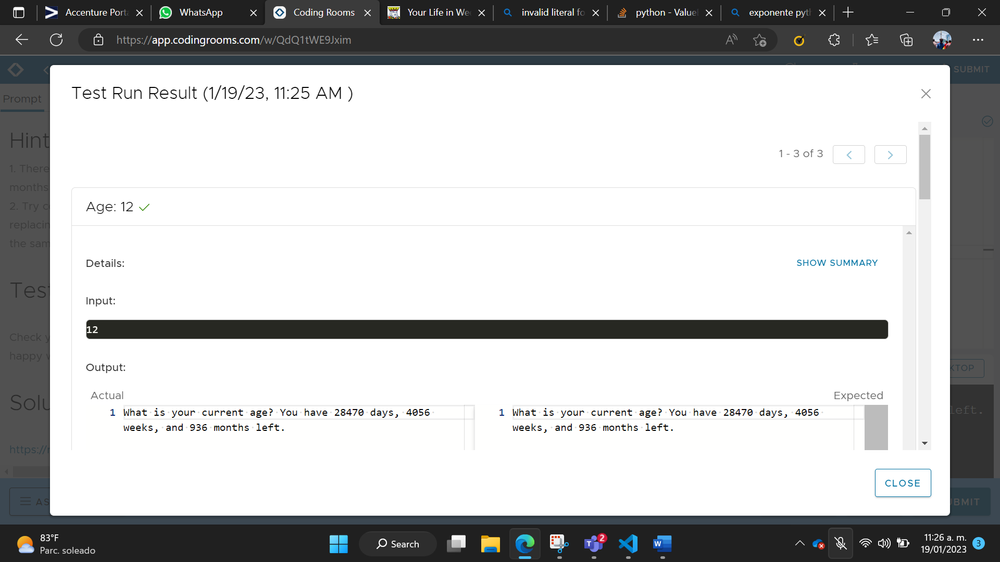 Accenture Port
WhatsApp
Coding Rooms
Your Life in We
invalid literal fo
python - Value
exponente pyt
https://app.codingrooms.com/w/QdQ1tWE9Jxim
SUBMIT
Prompt
Test Run Result (1/19/23, 11:25 AM )
Hint
1. There
months
2. Try c
replacin
the sam
1 - 3 of 3
Age: 12
Details:
SHOW SUMMARY
Input:
12
Test
Check y
happy w
Output:
KTOP
Actual
Expected
Solu
1 What is your current age? You have 28470 days, 4056
weeks, and 936 months left.
1 What is your current age? You have 28470 days, 4056
weeks, and 936 months left.
left.
https://r
CLOSE
AS
UBMIT
83°F
Parc. soleado
Search
2
11:26 a. m.
19/01/2023
3